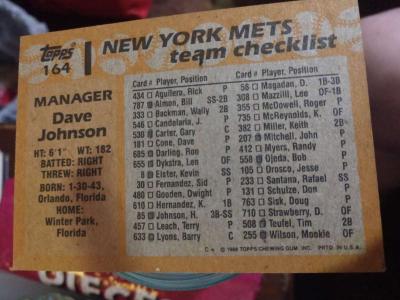 Topps
164
NEW YORK METS
team checklist
MANAGER
Dave
Johnson
HT: 6'1" WT: 182
BATTED: RIGHT
THREW: RIGHT
BORN: 1-30-43,
Orlando, Florida
HOME:
Winter Park,
Florida
Card # Player, Position
434 Aguilera, Rick P
787 Almon, Bill SS-2B
333 Backman, Wally 2B
546 Candelaria, J. P
538 Carter, Gary C
181 Cone, Dave P
685 Darling, Ron P
655 Dykstra, Len OF
8 Elster, Kevin SS
30 Fernandez, Sid P
480 Gooden, Dwight P
610 Hernandez, K. 1B
85 Johnson, H. 3B-SS
457 Leach, Terry P
633 Lyons, Barry C
Card # Player, Position
56 Magadan, D. 1B-3B
308 Mazzilli, Lee OF-1B
355 McDowell, Roger P
735 McReynolds, K. OF
382 Miller, Keith 2B
207 Mitchell, John P
412 Myers, Randy P
558 Ojeda, Bob P
105 Orosco, Jesse P
233 Santana, Rafael SS
131 Schulze, Don P
763 Sisk, Doug P
710 Strawberry, D. OF
508 Teufel, Tim 2B
255 Wilson, Mookie OF
© 1988 TOPPS CHEWING GUM, INC. PRTD. IN U.S.A.